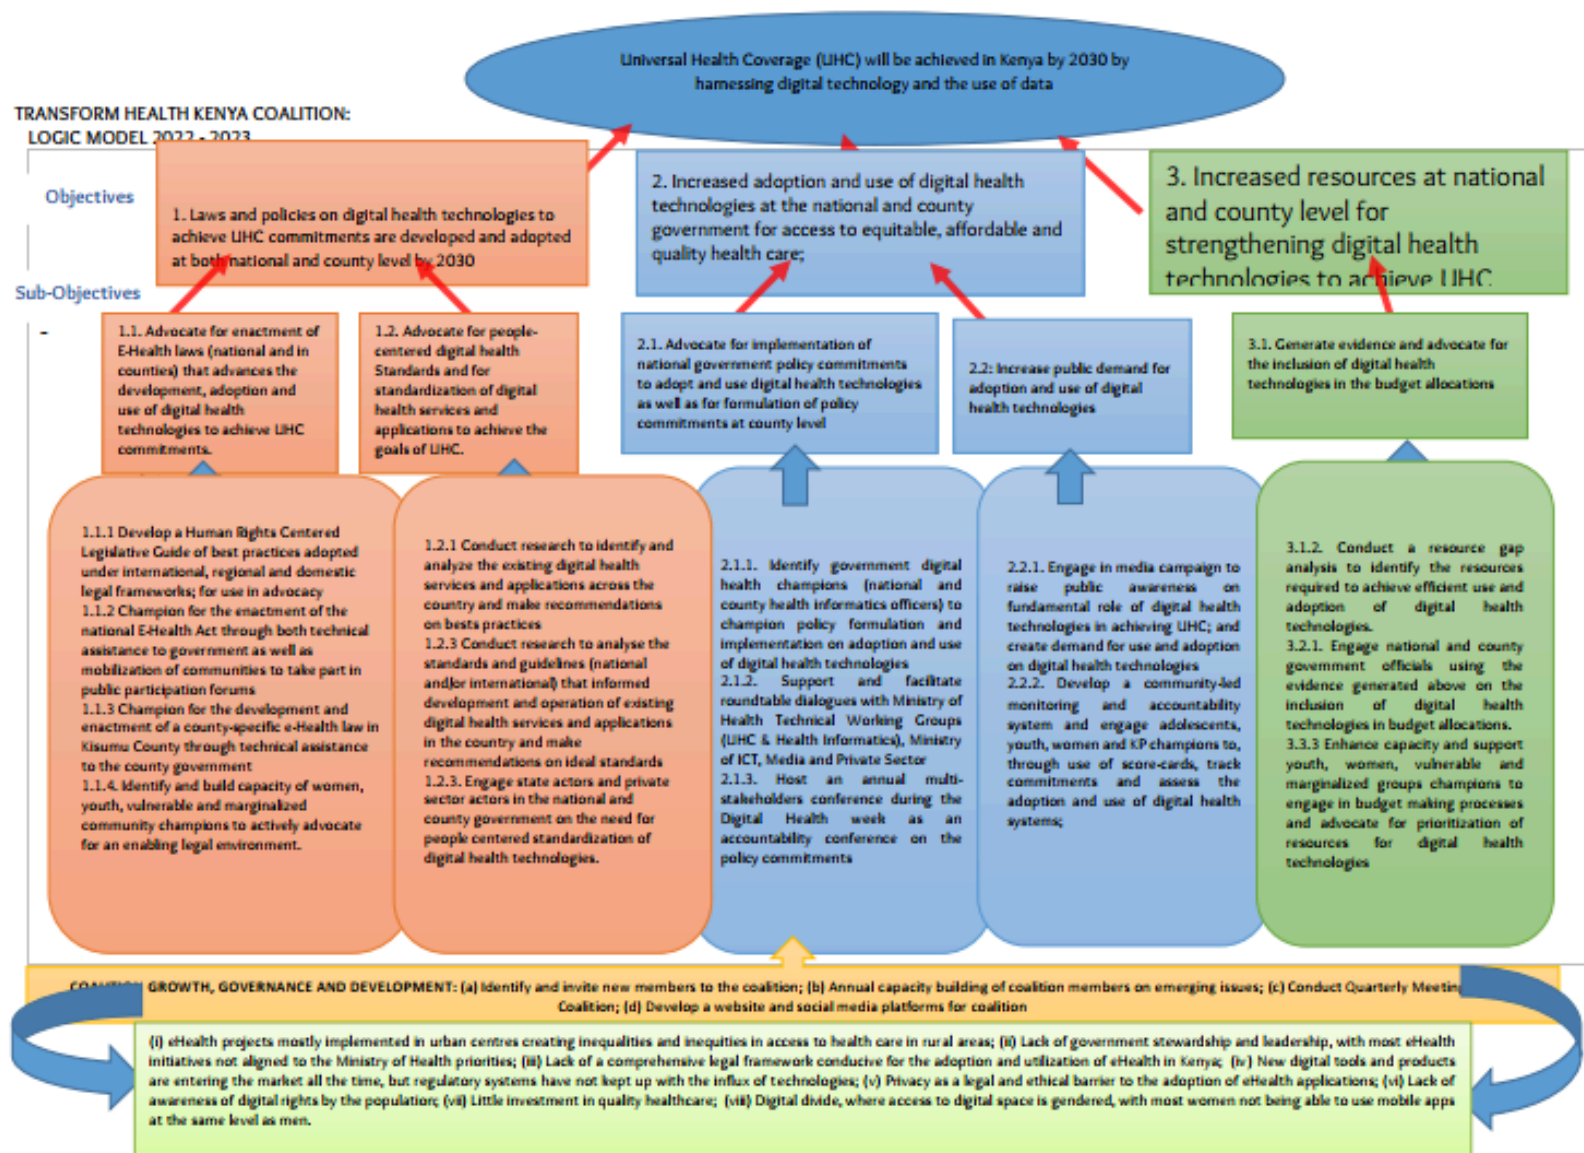 Universal Health Coverage (UHC) will be achieved in Kenya by 2030 by
harnessing digital technology and the use of data
TRANSFORM HEALTH KENYA COALITION:
LOGIC MODEL 2022 - 2023
Objectives
1. Laws and policies on digital health technologies to
achieve UHC commitments are developed and adopted
at both national and county level by 2030
2. Increased adoption and use of digital health
technologies at the national and county
government for access to equitable, affordable and
quality health care;
3. Increased resources at national
and county level for
strengthening digital health
technologies to achieve UHC
Sub-Objectives
-
1.1. Advocate for enactment of
E-Health laws (national and in
counties) that advances the
development, adoption and
use of digital health
technologies to achieve UHC
commitments.
1.2. Advocate for people-
centered digital health
Standards and for
standardization of digital
health services and
applications to achieve the
goals of UHC.
2.1. Advocate for implementation of
national government policy commitments
to adopt and use digital health technologies
as well as for formulation of policy
commitments at county level
2.2: Increase public demand for
adoption and use of digital
health technologies
3.1. Generate evidence and advocate for
the inclusion of digital health
technologies in the budget allocations
1.1.1 Develop a Human Rights Centered
Legislative Guide of best practices adopted
under international, regional and domestic
legal frameworks; for use in advocacy
1.1.2 Champion for the enactment of the
national E-Health Act through both technical
assistance to government as well as
mobilization of communities to take part in
public participation forums
1.1.3 Champion for the development and
enactment of a county-specific e-Health law in
Kisumu County through technical assistance
to the county government
1.1.4. Identify and build capacity of women,
youth, vulnerable and marginalized
community champions to actively advocate
for an enabling legal environment.
1.2.1 Conduct research to identify and
analyze the existing digital health
services and applications across the
country and make recommendations
on bests practices
1.2.3 Conduct research to analyse the
standards and guidelines (national
and/or international) that informed
development and operation of existing
digital health services and applications
in the country and make
recommendations on ideal standards
1.2.3. Engage state actors and private
sector actors in the national and
county government on the need for
people centered standardization of
digital health technologies.
2.1.1. Identify government digital
health champions (national and
county health informatics officers) to
champion policy formulation and
implementation on adoption and use
of digital health technologies
2.1.2. Support and facilitate
roundtable dialogues with Ministry of
Health Technical Working Groups
(UHC & Health Informatics), Ministry
of ICT, Media and Private Sector
2.1.3. Host an annual multi-
stakeholders conference during the
Digital Health week as an
accountability conference on the
policy commitments
2.2.1. Engage in media campaign to
raise public awareness on
fundamental role of digital health
technologies in achieving UHC; and
create demand for use and adoption
on digital health technologies
2.2.2. Develop a community-led
monitoring and accountability
system and engage adolescents,
youth, women and KP champions to,
through use of score-cards, track
commitments and assess the
adoption and use of digital health
systems;
3.1.2. Conduct a resource gap
analysis to identify the resources
required to achieve efficient use and
adoption of digital health
technologies.
3.2.1. Engage national and county
government officials using the
evidence generated above on the
inclusion of digital health
technologies in budget allocations.
3.3.3 Enhance capacity and support
youth, women, vulnerable and
marginalized groups champions to
engage in budget making processes
and advocate for prioritization of
resources for digital health
technologies
GROWTH, GOVERNANCE AND DEVELOPMENT: (a) Identify and invite new members to the coalition; (b) Annual capacity building of coalition members on emerging issues; (c) Conduct Quarterly
Coalition; (d) Develop a website and social media platforms for coalition
(i) eHealth projects mostly implemented in urban centres creating inequalities and inequities in access to health care in rural areas; (ii) Lack of government stewardship and leadership, with most eHealth
initiatives not aligned to the Ministry of Health priorities; (iii) Lack of a comprehensive legal framework conducive for the adoption and utilization of eHealth in Kenya; (iv) New digital tools and products
are entering the market all the time, but regulatory systems have not kept up with the influx of technologies; (v) Privacy as a legal and ethical barrier to the adoption of eHealth applications; (vi) Lack of
awareness of digital rights by the population; (vii) Little investment in quality healthcare; (viii) Digital divide, where access to digital space is gendered, with most women not being able to use mobile apps
at the same level as men.